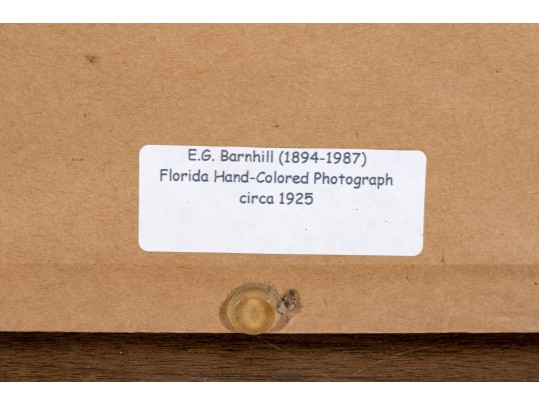 E.G. Barnhill (1894-1987)
Florida Hand-Colored Photograph
circa 1925